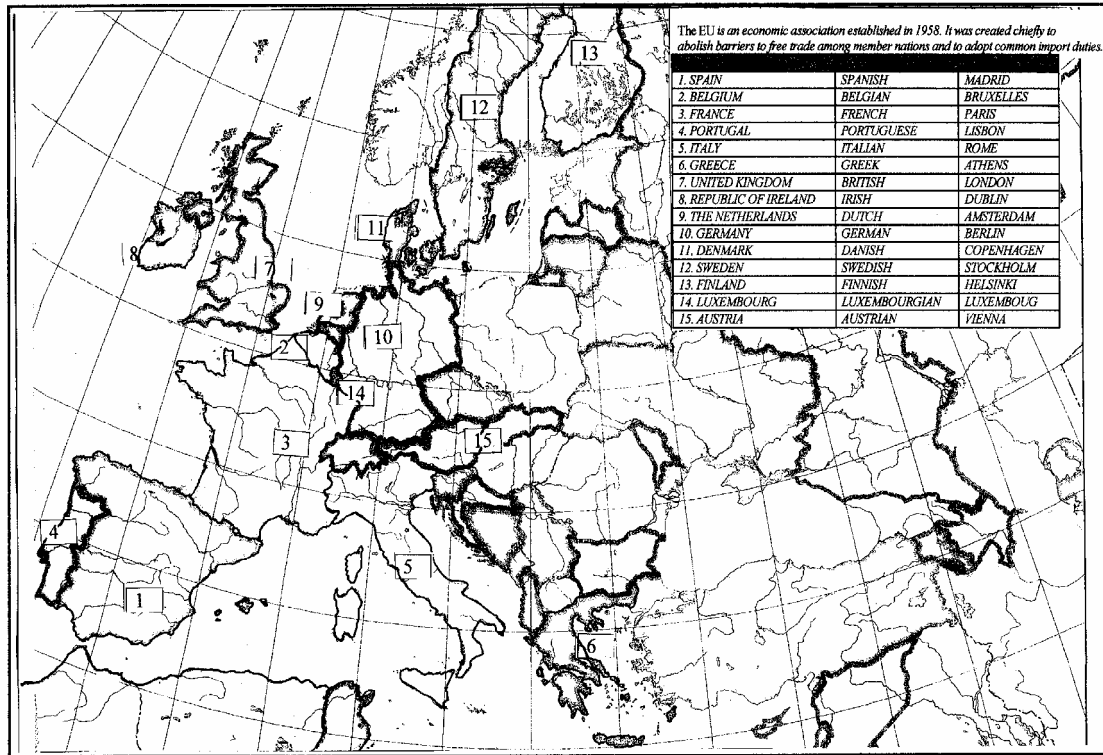 The EU is an economic association established in 1958. It was created chiefly to
abolish barriers to free trade among member nations and to adopt common import duties.
1. SPAIN SPANISH MADRID
2. BELGIUM BELGIAN BRUXELLES
3. FRANCE FRENCH PARIS
4. PORTUGAL PORTUGUESE LISBON
5. ITALY ITALIAN ROME
6. GREECE GREEK ATHENS
7. UNITED KINGDOM BRITISH LONDON
8. REPUBLIC OF IRELAND IRISH DUBLIN
9. THE NETHERLANDS DUTCH AMSTERDAM
10. GERMANY GERMAN BERLIN
11, DENMARK DANISH COPENHAGEN
12. SWEDEN SWEDISH STOCKHOLM
13. FINLAND FINNISH HELSINKI
14. LUXEMBOURG LUXEMBOURGIAN LUXEMBOUG
15. AUSTRIA AUSTRIAN VIENNA
13
12
11
8
7
9
10
2
14
3
15
4
5
1
6